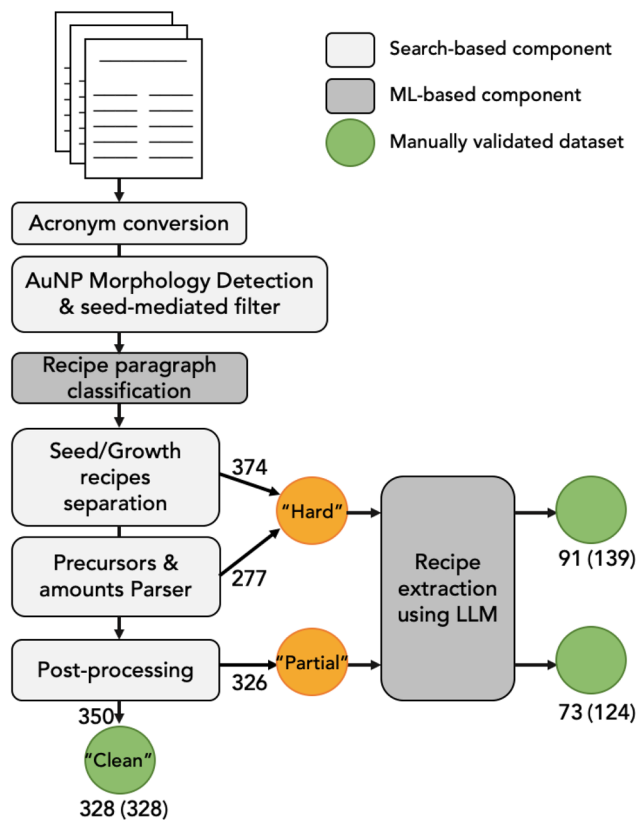 Search-based component
ML-based component
Manually validated dataset
Acronym conversion
AuNP Morphology Detection
& seed-mediated filter
Recipe paragraph
classification
Seed/Growth
recipes
separation
374
"Hard"
277
Precursors &
amounts Parser
Recipe
extraction
using LLM
91 (139)
Post-processing
326
"Partial"
73 (124)
350
"Clean"
328 (328)